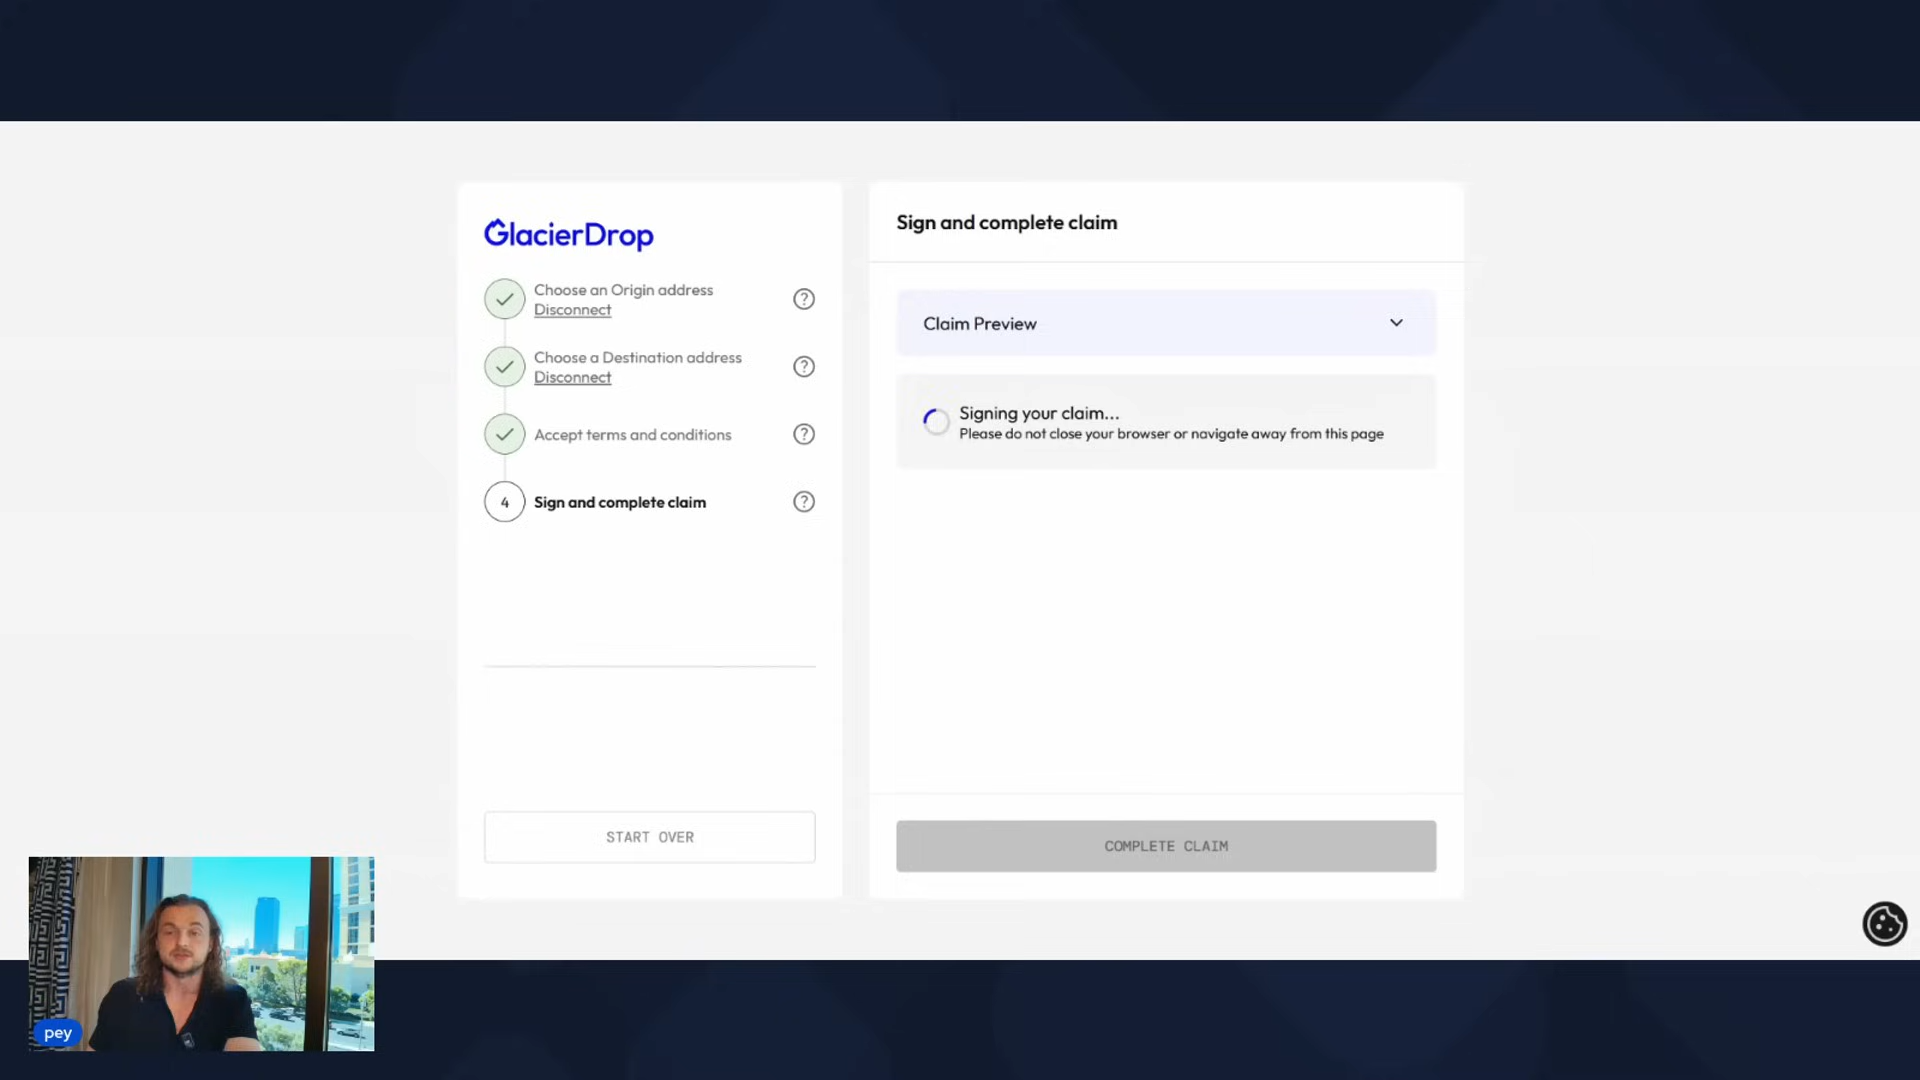 GlacierDrop
Choose an Origin address
Disconnect
?
Choose a Destination address
Disconnect
?
Accept terms and conditions
?
4
Sign and complete claim
?
START OVER
Sign and complete claim
Claim Preview
Signing your claim...
Please do not close your browser or navigate away from this page
COMPLETE CLAIM
pey